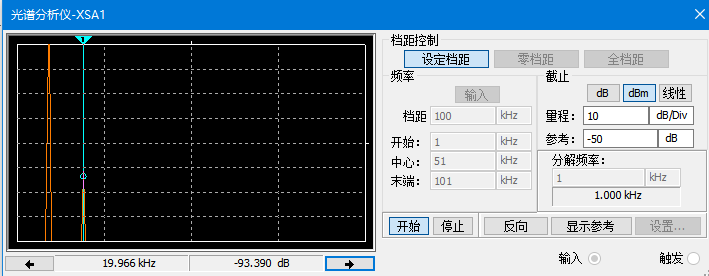 光谱分析仪-XSA1
1
档距控制
设定档距 零档距 全档距
频率
输入
档距 100 kHz
开始: 1 kHz
中心: 51 kHz
末端: 101 kHz
截止
dB dBm 线性
量程: 10 dB/Div
参考: -50 dB
分解频率:
1 kHz
1.000 kHz
开始 停止 反向 显示参考 设置...
19.966 kHz -93.390 dB
输入 触发